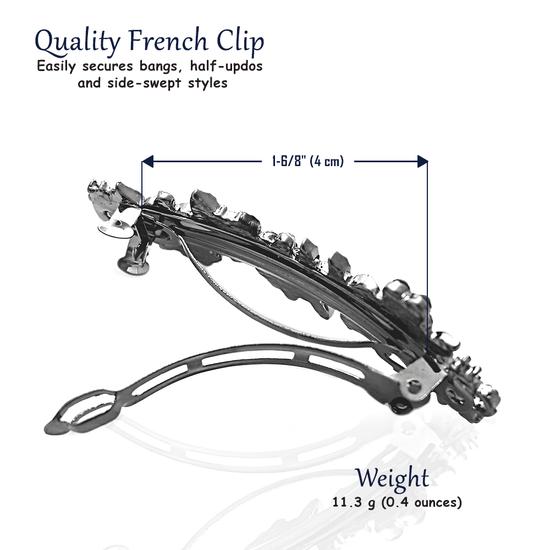 Quality French Clip
Easily secures bangs, half-updos
and side-swept styles
1-6/8" (4 cm)
Weight
11.3 g (0.4 ounces)